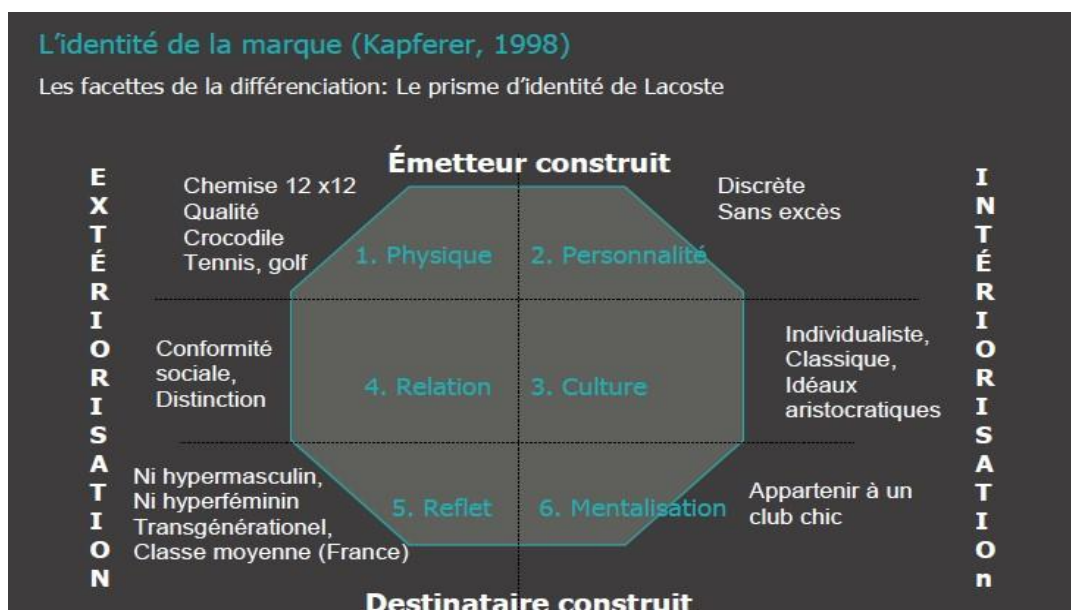 L'identité de la marque (Kapferer, 1998)
Les facettes de la différenciation: Le prisme d'identité de Lacoste
Émetteur construit
EXTÉRIORISATION
INTÉRIORISATIOn
Chemise 12 x12
Qualité
Crocodile
Tennis, golf
1. Physique
2. Personnalité
Discrète
Sans excès
Conformité
sociale,
Distinction
4. Relation
3. Culture
Individualiste,
Classique,
Idéaux
aristocratiques
Ni hypermasculin,
Ni hyperféminin
Transgénérationel,
Classe moyenne (France)
5. Reflet
6. Mentalisation
Appartenir à un
club chic
Destinataire construit